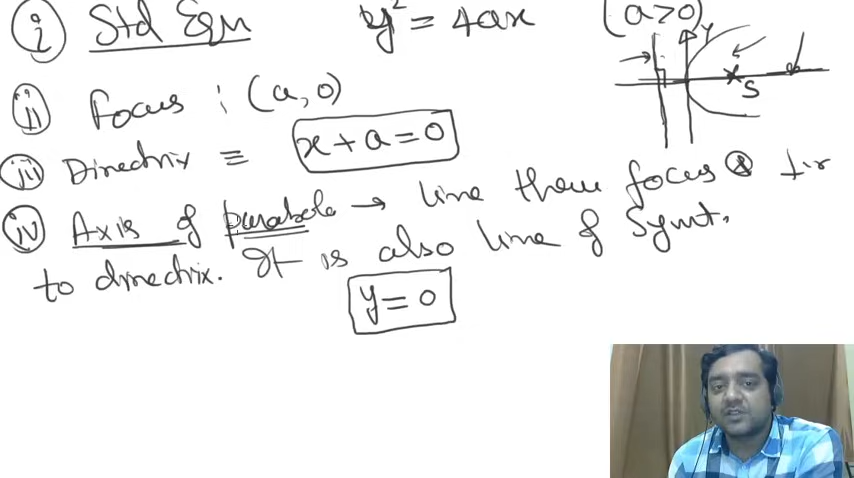 (i) Std Eqn y² = 4ax (a>0)
Y
S
(ii) Focus : (a, 0)
(iii) Directrix ≡ x + a = 0
(iv) Axis of parabola → line thru focus & ⊥r
to directrix. It is also line of Symt.
y = 0